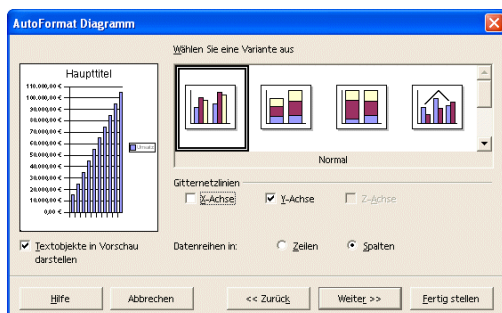 AutoFormat Diagramm
Wählen Sie eine Variante aus
Haupttitel
110.000,00 €
100.000,00 €
90.000,00 €
80.000,00 €
70.000,00 €
60.000,00 €
50.000,00 €
40.000,00 €
30.000,00 €
20.000,00 €
10.000,00 €
0,00 €
Umsatz
Normal
Gitternetzlinien
X-Achse
Y-Achse
Z-Achse
Textobjekte in Vorschau
darstellen
Datenreihen in:
Zeilen
Spalten
Hilfe
Abbrechen
<< Zurück
Weiter >>
Fertig stellen